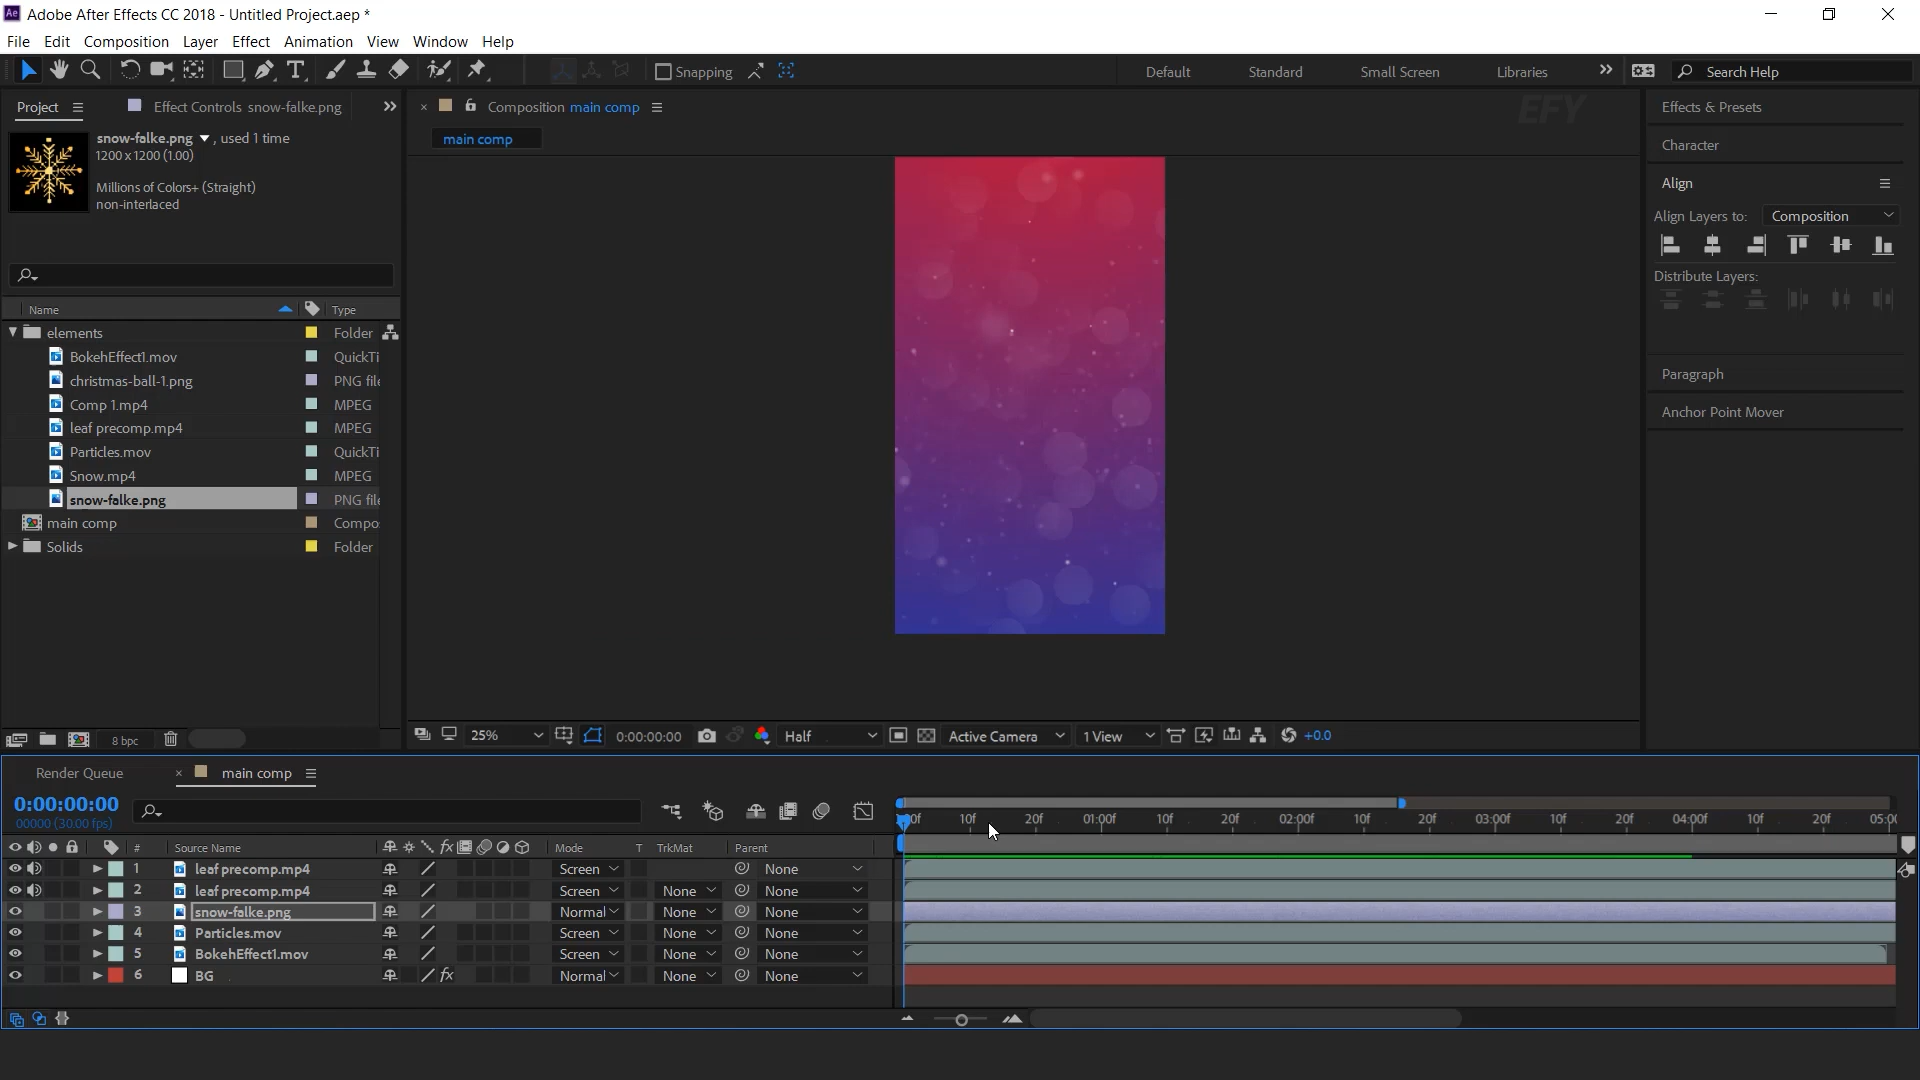 Ae Adobe After Effects CC 2018 - Untitled Project.aep *
File Edit Composition Layer Effect Animation View Window Help
T Snapping Default Standard Small Screen Libraries Search Help
Project Effect Controls snow-falke.png
Composition main comp
EFY
Effects & Presets
main comp
snow-falke.png , used 1 time
1200 x 1200 (1.00)
Millions of Colors+ (Straight)
non-interlaced
Character
Align
Align Layers to: Composition
Distribute Layers:
Paragraph
Anchor Point Mover
Name Type
elements Folder
BokehEffect1.mov QuickTi
christmas-ball-1.png PNG file
Comp 1.mp4 MPEG
leaf precomp.mp4 MPEG
Particles.mov QuickTi
Snow.mp4 MPEG
snow-falke.png PNG file
main comp Compo
Solids Folder
8 bpc
25% 0:00:00:00 Half Active Camera 1 View +0.0
Render Queue main comp
0:00:00:00
00000 (30.00 fps)
00f 10f 20f 01:00f 10f 20f 02:00f 10f 20f 03:00f 10f 20f 04:00f 10f 20f 05:00
# Source Name fx Mode T TrkMat Parent
1 leaf precomp.mp4 Screen None
2 leaf precomp.mp4 Screen None None
3 snow-falke.png Normal None None
4 Particles.mov Screen None None
5 BokehEffect1.mov Screen None None
6 BG fx Normal None None